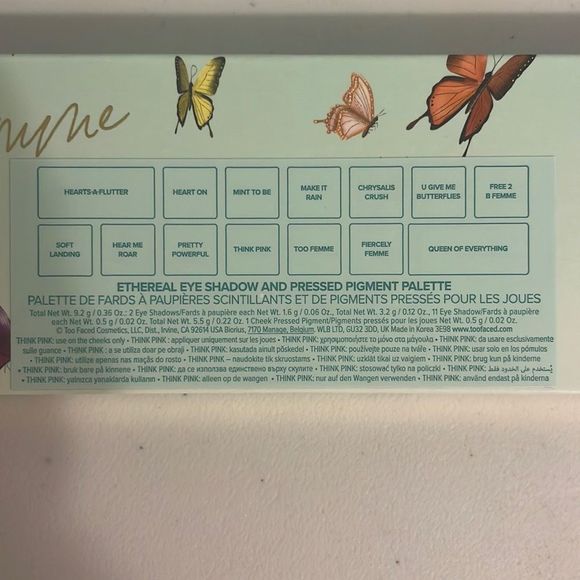 HEARTS-A-FLUTTER
HEART ON
MINT TO BE
MAKE IT
RAIN
CHRYSALIS
CRUSH
U GIVE ME
BUTTERFLIES
FREE 2
B FEMME
SOFT
LANDING
HEAR ME
ROAR
PRETTY
POWERFUL
THINK PINK
TOO FEMME
FIERCELY
FEMME
QUEEN OF EVERYTHING
ETHEREAL EYE SHADOW AND PRESSED PIGMENT PALETTE
PALETTE DE FARDS À PAUPIÈRES SCINTILLANTS ET DE PIGMENTS PRESSÉS POUR LES JOUES
Total Net Wt. 9.2 g / 0.36 Oz.: 2 Eye Shadows/Fards à paupière each Net Wt. 1.6 g / 0.06 Oz., Total Net Wt. 3.2 g / 0.12 Oz., 11 Eye Shadow/Fards à paupière
each Net Wt. 0.5 g / 0.02 Oz. Total Net Wt. 5.5 g / 0.22 Oz. 1 Cheek Pressed Pigment/Pigments pressés pour les joues Net Wt. 0.5 g / 0.02 Oz.
© Too Faced Cosmetics, LLC, Dist., Irvine, CA 92614 USA Biorius, 7170 Manage, Belgium. WLB LTD, GU32 3DD, UK Made in Korea 3E98 www.toofaced.com
THINK PINK: use on the cheeks only • THINK PINK: appliquer uniquement sur les joues • THINK PINK: χρησιμοποιήστε το μόνο στα μάγουλα • THINK PINK: da usare esclusivamente
sulle guance • THINK PINK: a se utiliza doar pe obraji • THINK PINK: používejte pouze na tváře • THINK PINK: usar solo en los pómulos
• THINK PINK: utilize apenas nas maçãs do rosto • THINK PINK: – naudokite tik skruostams • THINK PINK: uzklāt tikai uz vaigiem • THINK PINK: brug kun på kinderne
• THINK PINK: bruk bare på kinnene • THINK PINK: да се използва единствено върху скулите • THINK PINK: stosować tylko na policzki • THINK PINK: يُستخدم على الخدود فقط
• THINK PINK: yalnızca yanaklarda kullanın • THINK PINK: alleen op de wangen • THINK PINK: nur auf den Wangen verwenden • THINK PINK: använd endast på kinderna